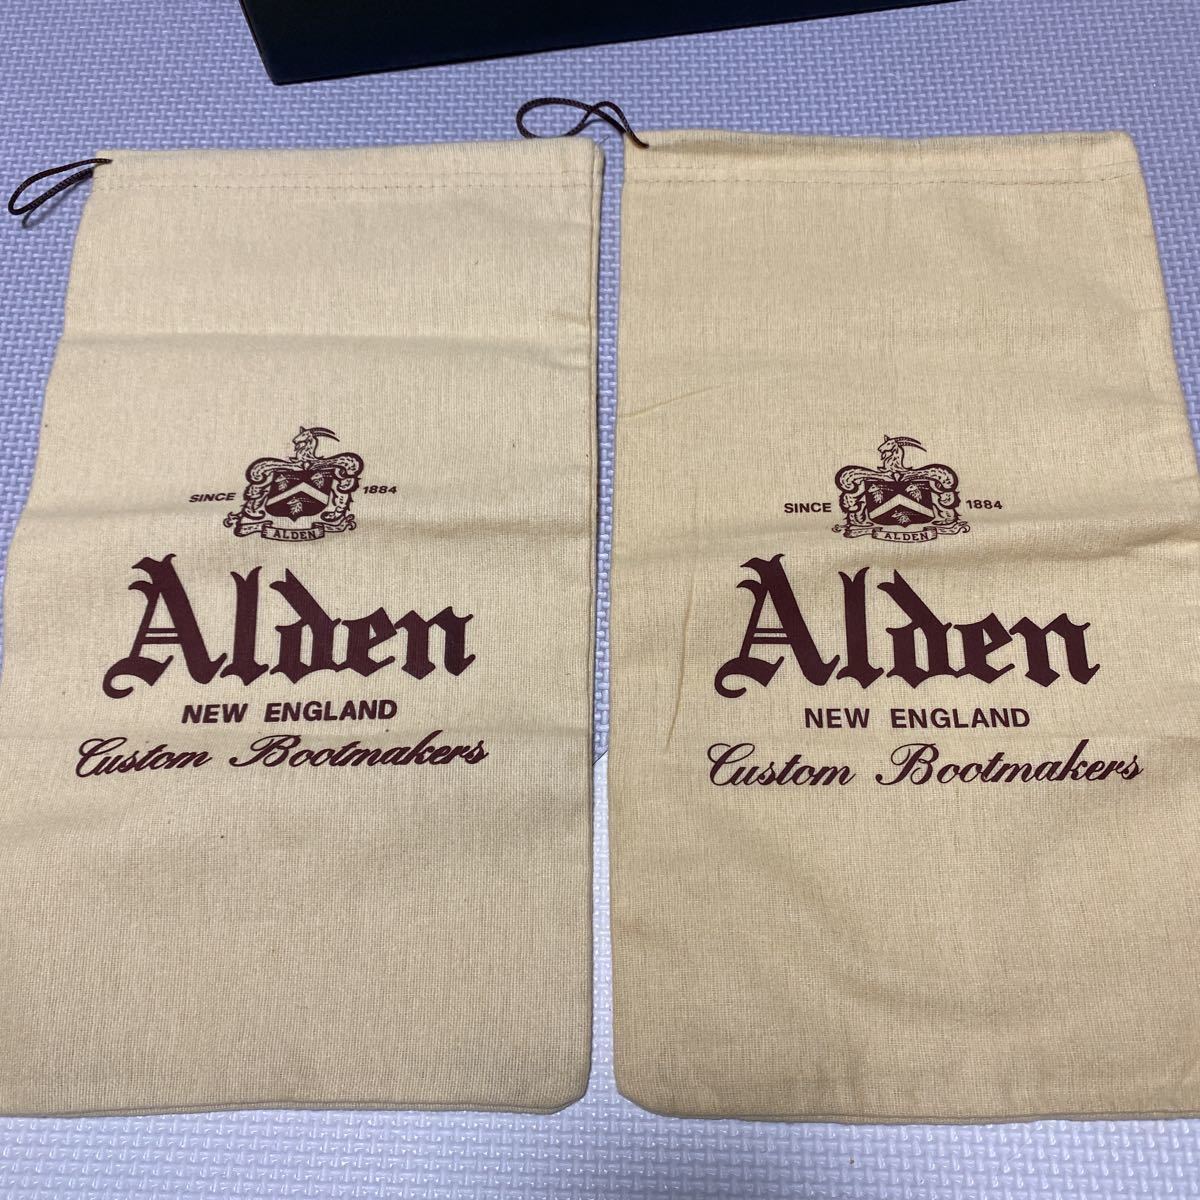 SINCE 1884
ALDEN
Alden
NEW ENGLAND
Custom Bootmakers
SINCE 1884
ALDEN
Alden
NEW ENGLAND
Custom Bootmakers